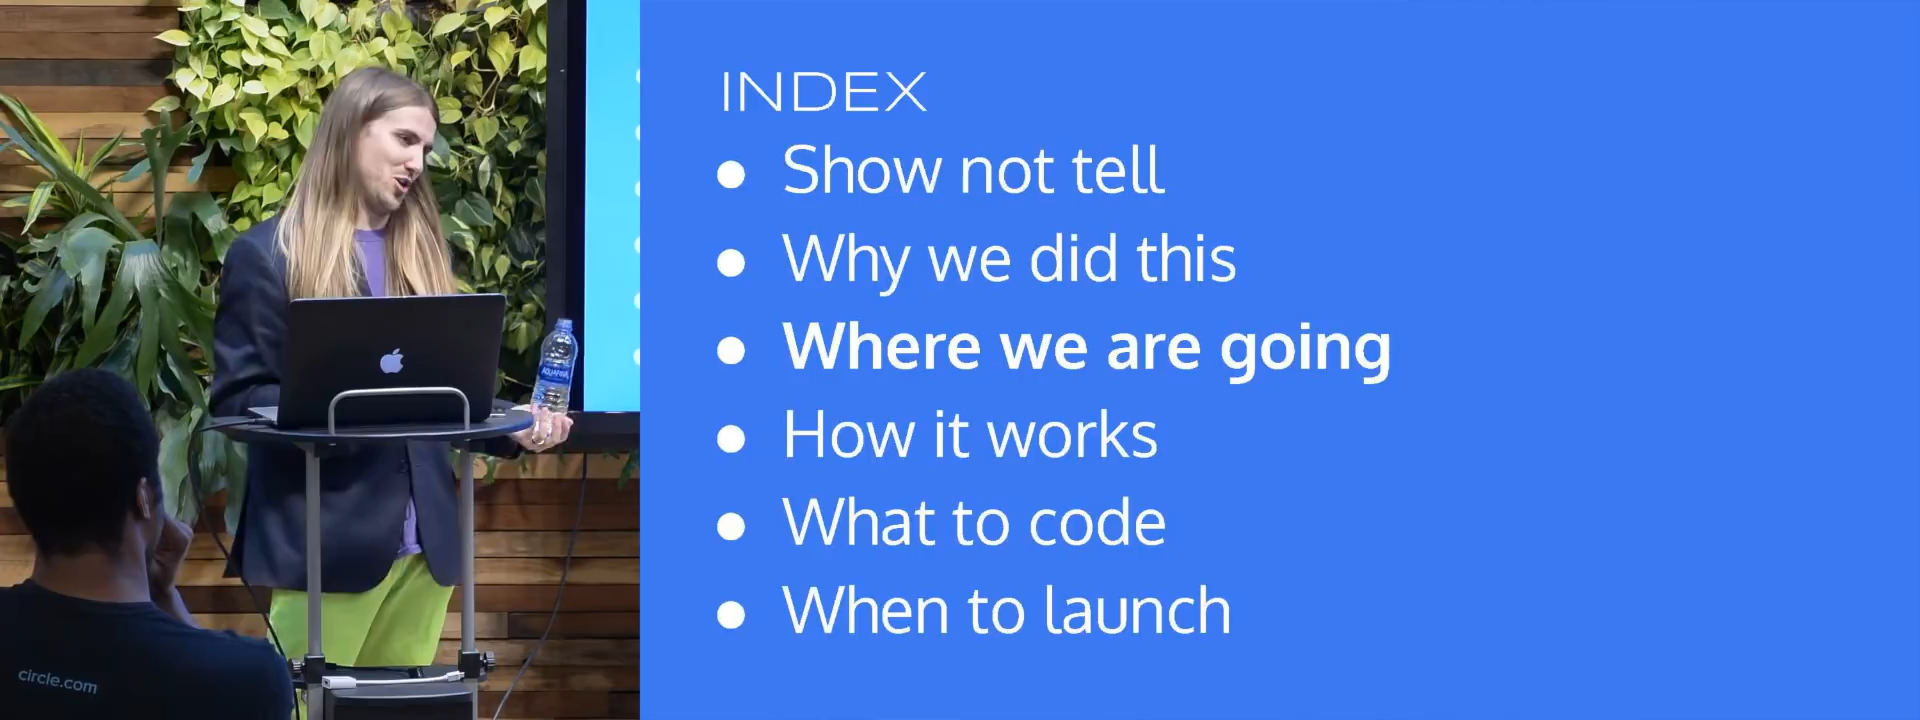 INDEX
Show not tell
Why we did this
Where we are going
How it works
What to code
When to launch
AQUAFINA
circle.com